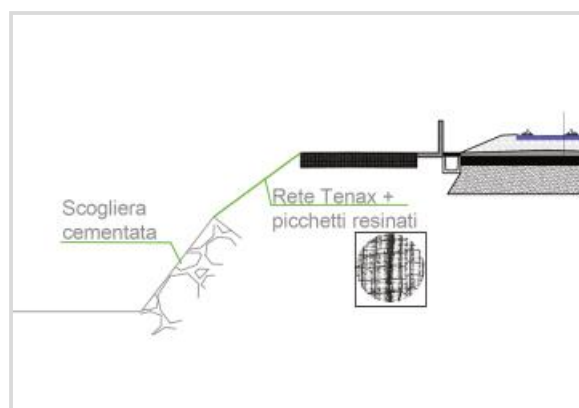 Scogliera
cementata
Rete Tenax +
picchetti resinati